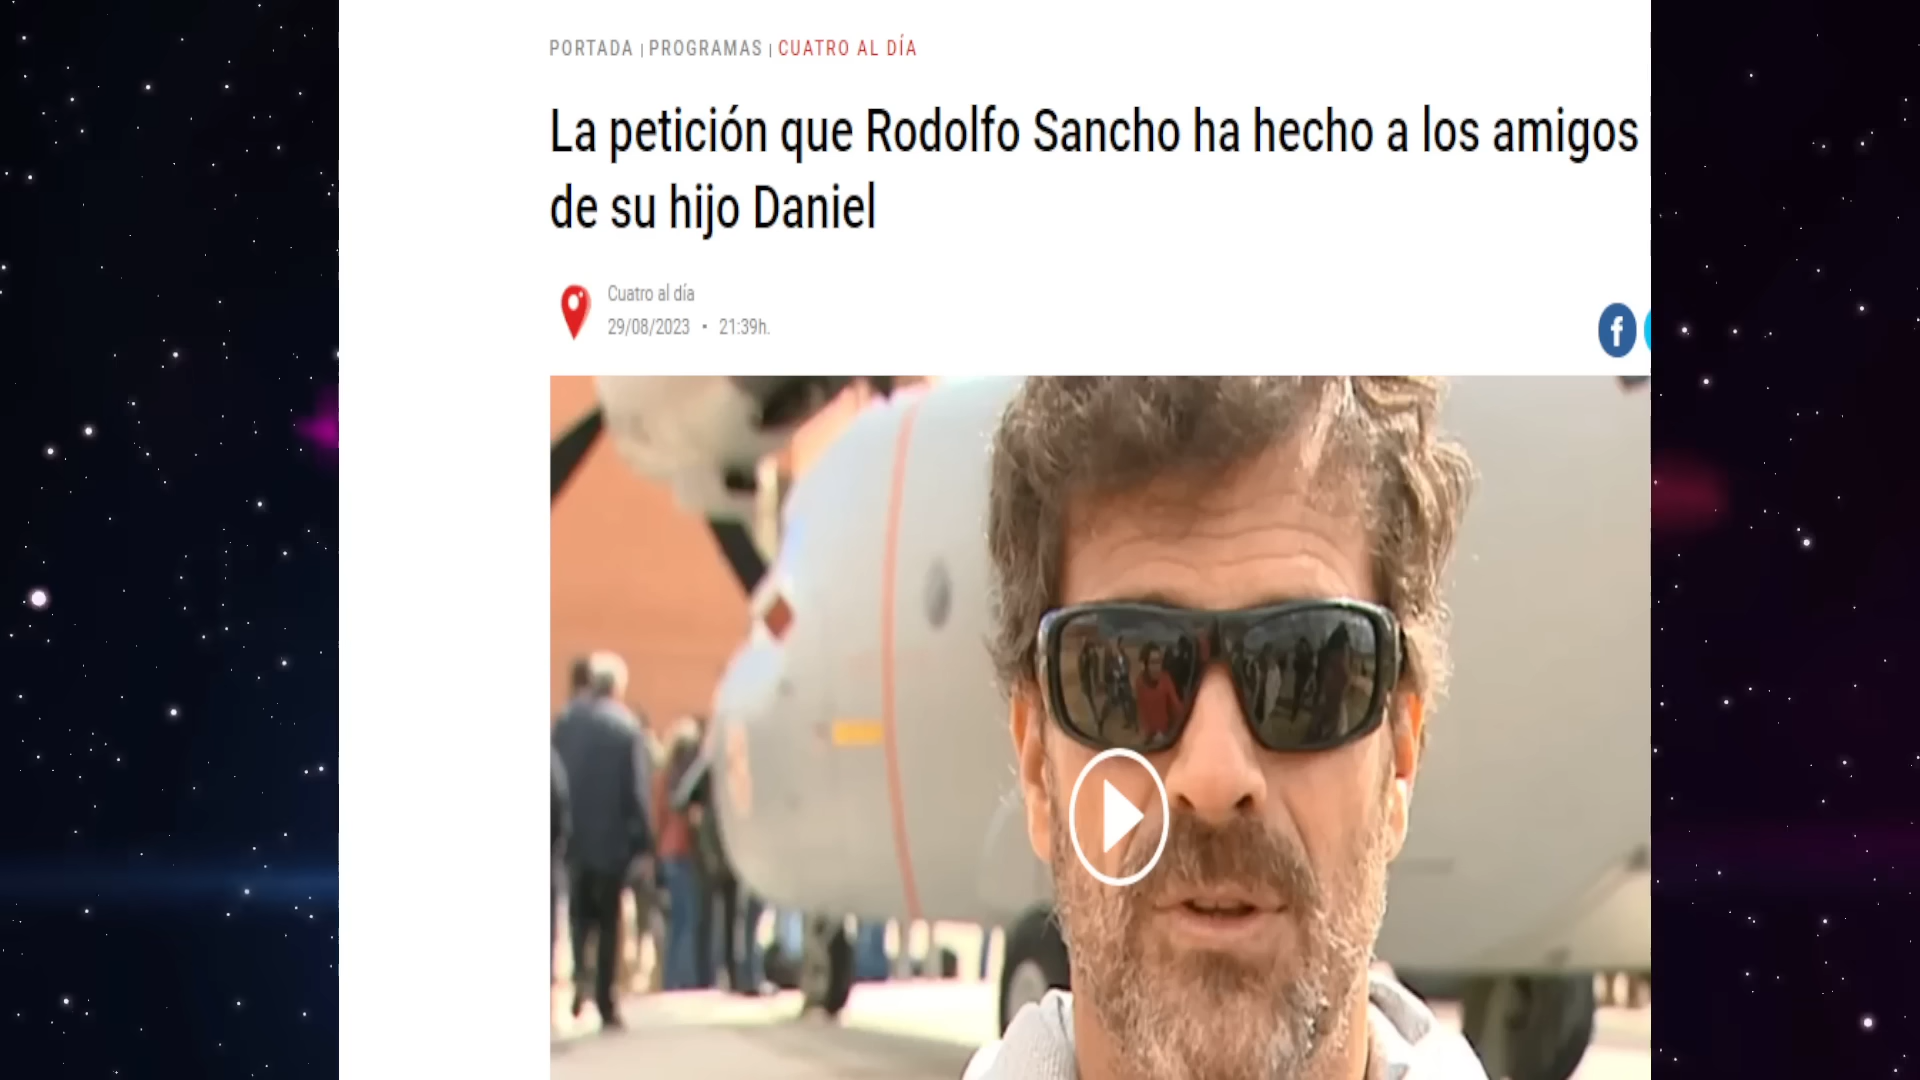 PORTADA | PROGRAMAS | CUATRO AL DÍA
La petición que Rodolfo Sancho ha hecho a los amigos
de su hijo Daniel
Cuatro al día
29/08/2023 • 21:39h.
f